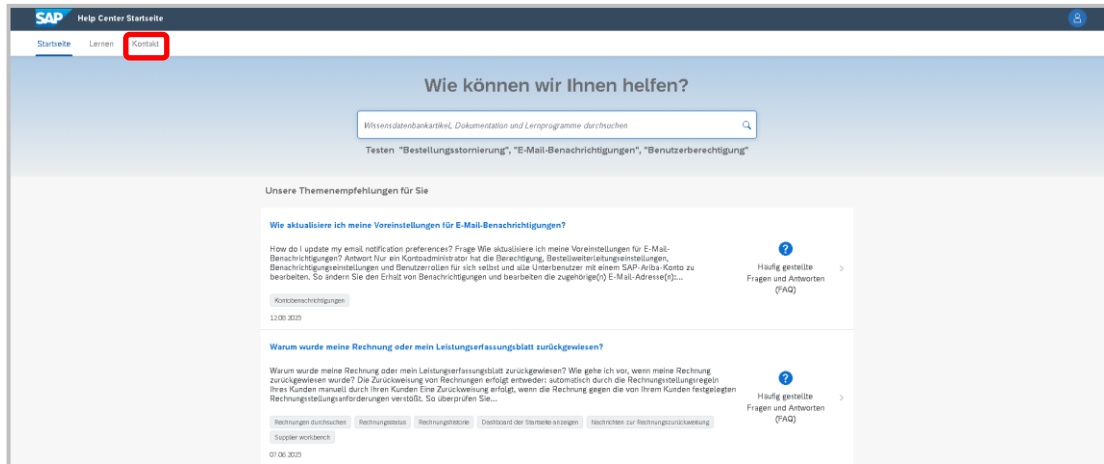 SAP Help Center Startseite
Startseite Lernen Kontakt
Wie können wir Ihnen helfen?
Wissensdatenbankartikel, Dokumentation und Lernprogramme durchsuchen
Testen "Bestellungsstornierung", "E-Mail-Benachrichtigungen", "Benutzerberechtigung"
Unsere Themenempfehlungen für Sie
Wie aktualisiere ich meine Voreinstellungen für E-Mail-Benachrichtigungen?
How do I update my email notification preferences? Frage Wie aktualisiere ich meine Voreinstellungen für E-Mail-
Benachrichtigungen? Antwort Nur ein Kontoadministrator hat die Berechtigung, Bestellweiterleitungseinstellungen,
Benachrichtigungseinstellungen und Benutzerrollen für sich selbst und alle Unterbenutzer mit einem SAP-Ariba-Konto zu
bearbeiten. So ändern Sie den Erhalt von Benachrichtigungen und bearbeiten die zugehörige(n) E-Mail-Adresse(n):...
Häufig gestellte
Fragen und Antworten
(FAQ)
Kontobenachrichtigungen
12.08.2023
Warum wurde meine Rechnung oder mein Leistungserfassungsblatt zurückgewiesen?
Warum wurde meine Rechnung oder mein Leistungserfassungsblatt zurückgewiesen? Wie gehe ich vor, wenn meine Rechnung
zurückgewiesen wurde? Die Zurückweisung von Rechnungen erfolgt entweder: automatisch durch die Rechnungsstellungsregeln
Ihres Kunden manuell durch Ihren Kunden Eine Zurückweisung erfolgt, wenn die Rechnung gegen die von Ihrem Kunden festgelegten
Rechnungsstellungsanforderungen verstößt. So überprüfen Sie...
Häufig gestellte
Fragen und Antworten
(FAQ)
Rechnungen durchsuchen Rechnungsstatus Rechnungshistorie Dashboard der Startseite anzeigen Nachrichten zur Rechnungszurückweisung
Supplier workbench
07.06.2023